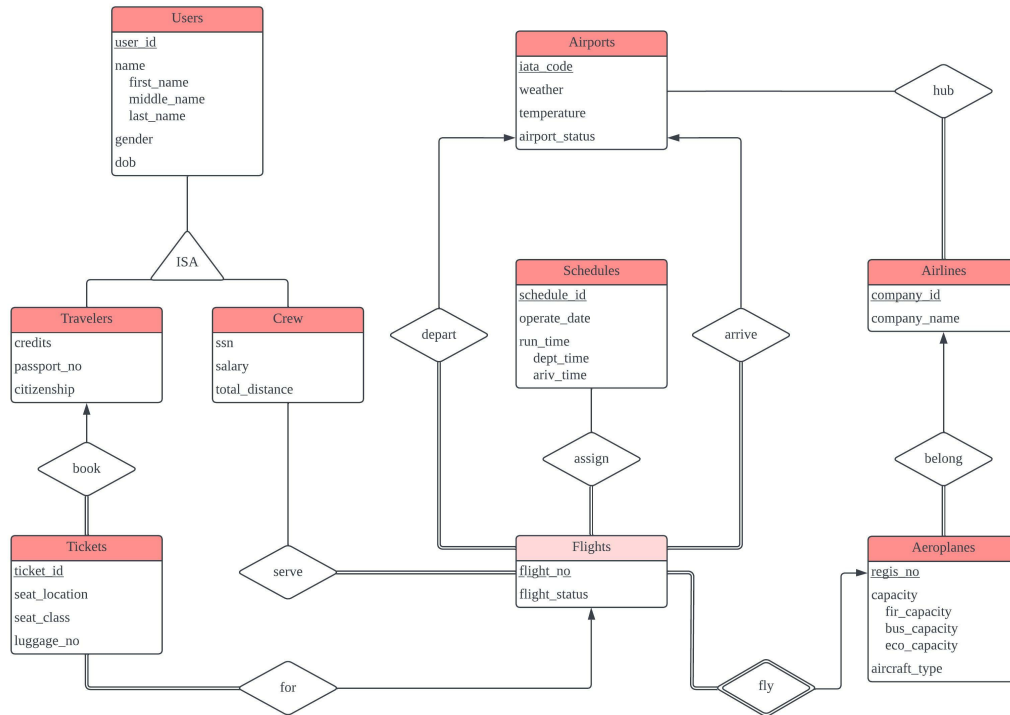 Users
user_id
name
first_name
middle_name
last_name
gender
dob
ISA
Travelers
credits
passport_no
citizenship
Crew
ssn
salary
total_distance
book
Tickets
ticket_id
seat_location
seat_class
luggage_no
serve
for
Airports
iata_code
weather
temperature
airport_status
hub
depart
Schedules
schedule_id
operate_date
run_time
dept_time
ariv_time
arrive
assign
Flights
flight_no
flight_status
Airlines
company_id
company_name
belong
Aeroplanes
regis_no
capacity
fir_capacity
bus_capacity
eco_capacity
aircraft_type
fly